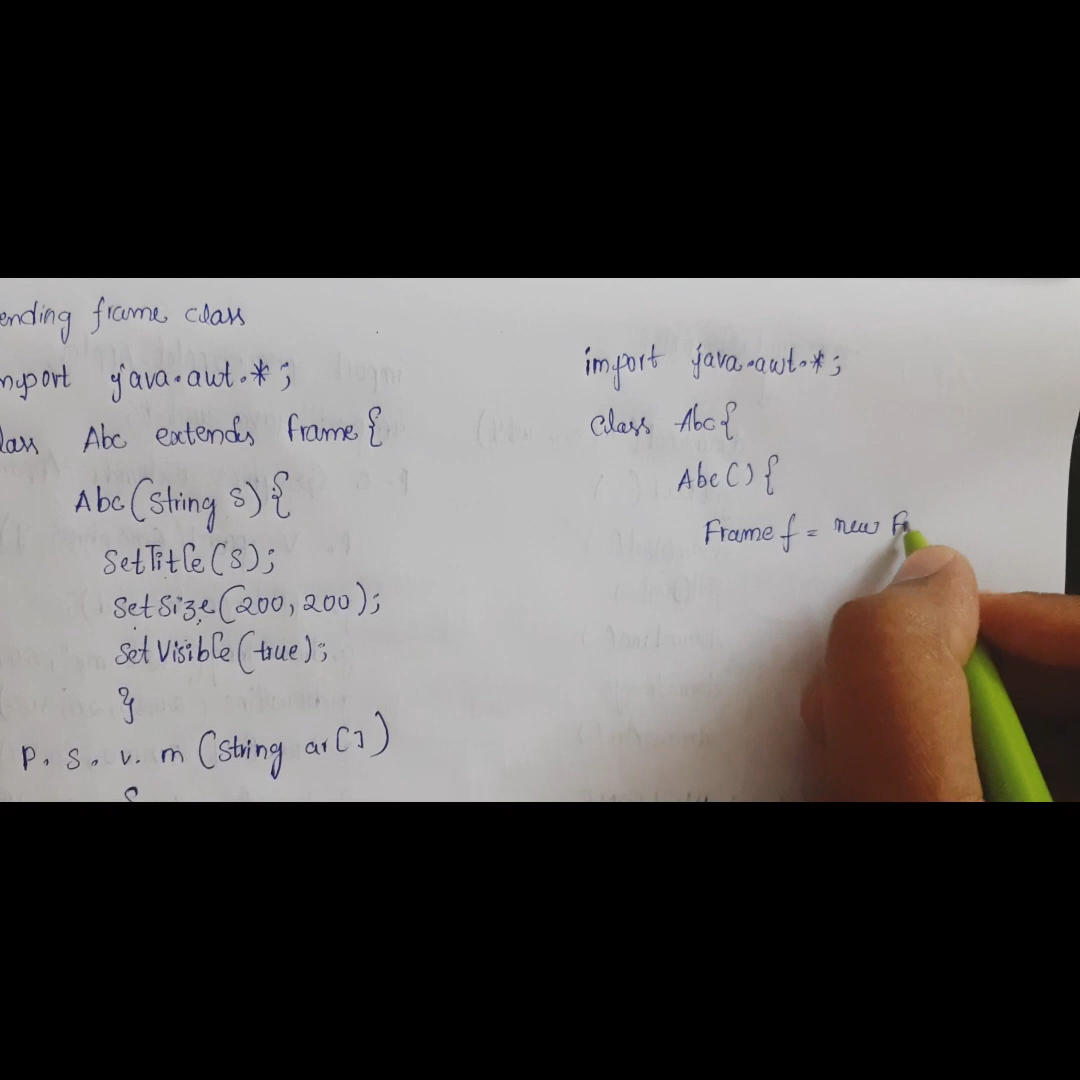 ending frame class
mport java.awt.*;
lass Abc extends frame {
Abc(String S){
SetTitle(S);
SetSize(200, 200);
SetVisible(true);
}
P. S. v. m (String ar[])
import java.awt.*;
Class Abc{
Abc(){
Frame f = new F